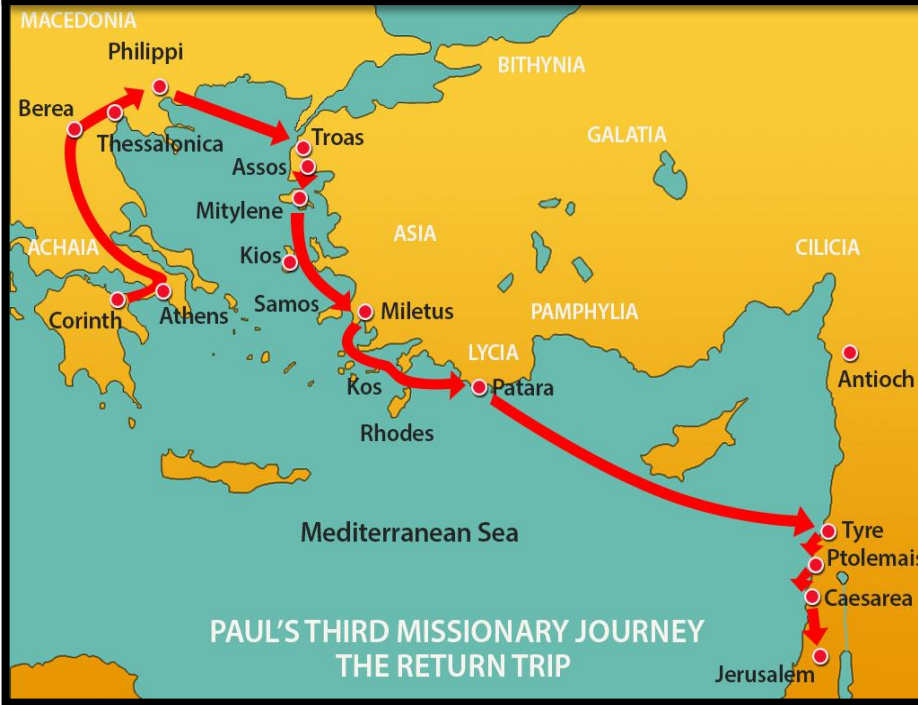 MACEDONIA
Philippi
BITHYNIA
Berea
Thessalonica
Troas
GALATIA
Assos
Mitylene
ASIA
ACHAIA
Kios
CILICIA
Samos
Miletus
PAMPHYLIA
Corinth
Athens
LYCIA
Kos
Patara
Antioch
Rhodes
Mediterranean Sea
Tyre
Ptolemais
Caesarea
PAUL'S THIRD MISSIONARY JOURNEY
THE RETURN TRIP
Jerusalem